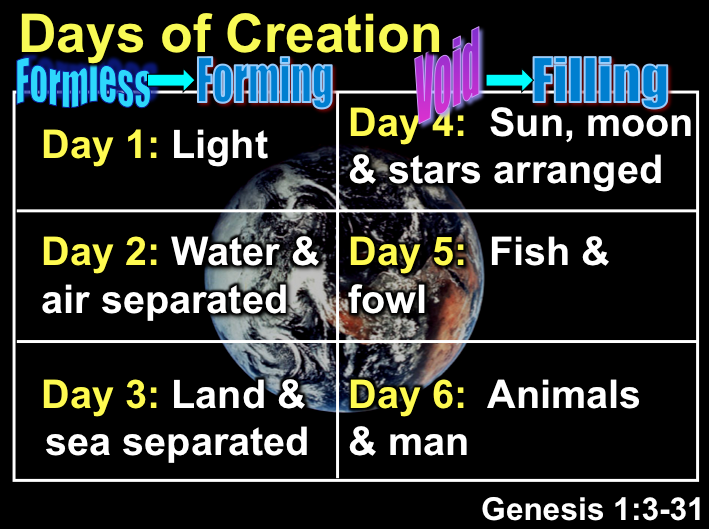 Days of Creation
Formless → Forming
Void → Filling
Day 1: Light
Day 4: Sun, moon
& stars arranged
Day 2: Water &
air separated
Day 5: Fish &
fowl
Day 3: Land &
sea separated
Day 6: Animals
& man
Genesis 1:3-31